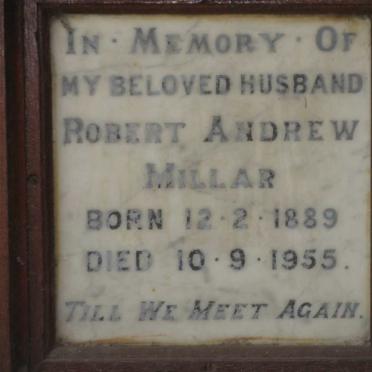 In · Memory · Of
MY BELOVED HUSBAND
Robert Andrew
Millar
BORN 12·2·1889
DIED 10·9·1955.
Till We Meet Again.